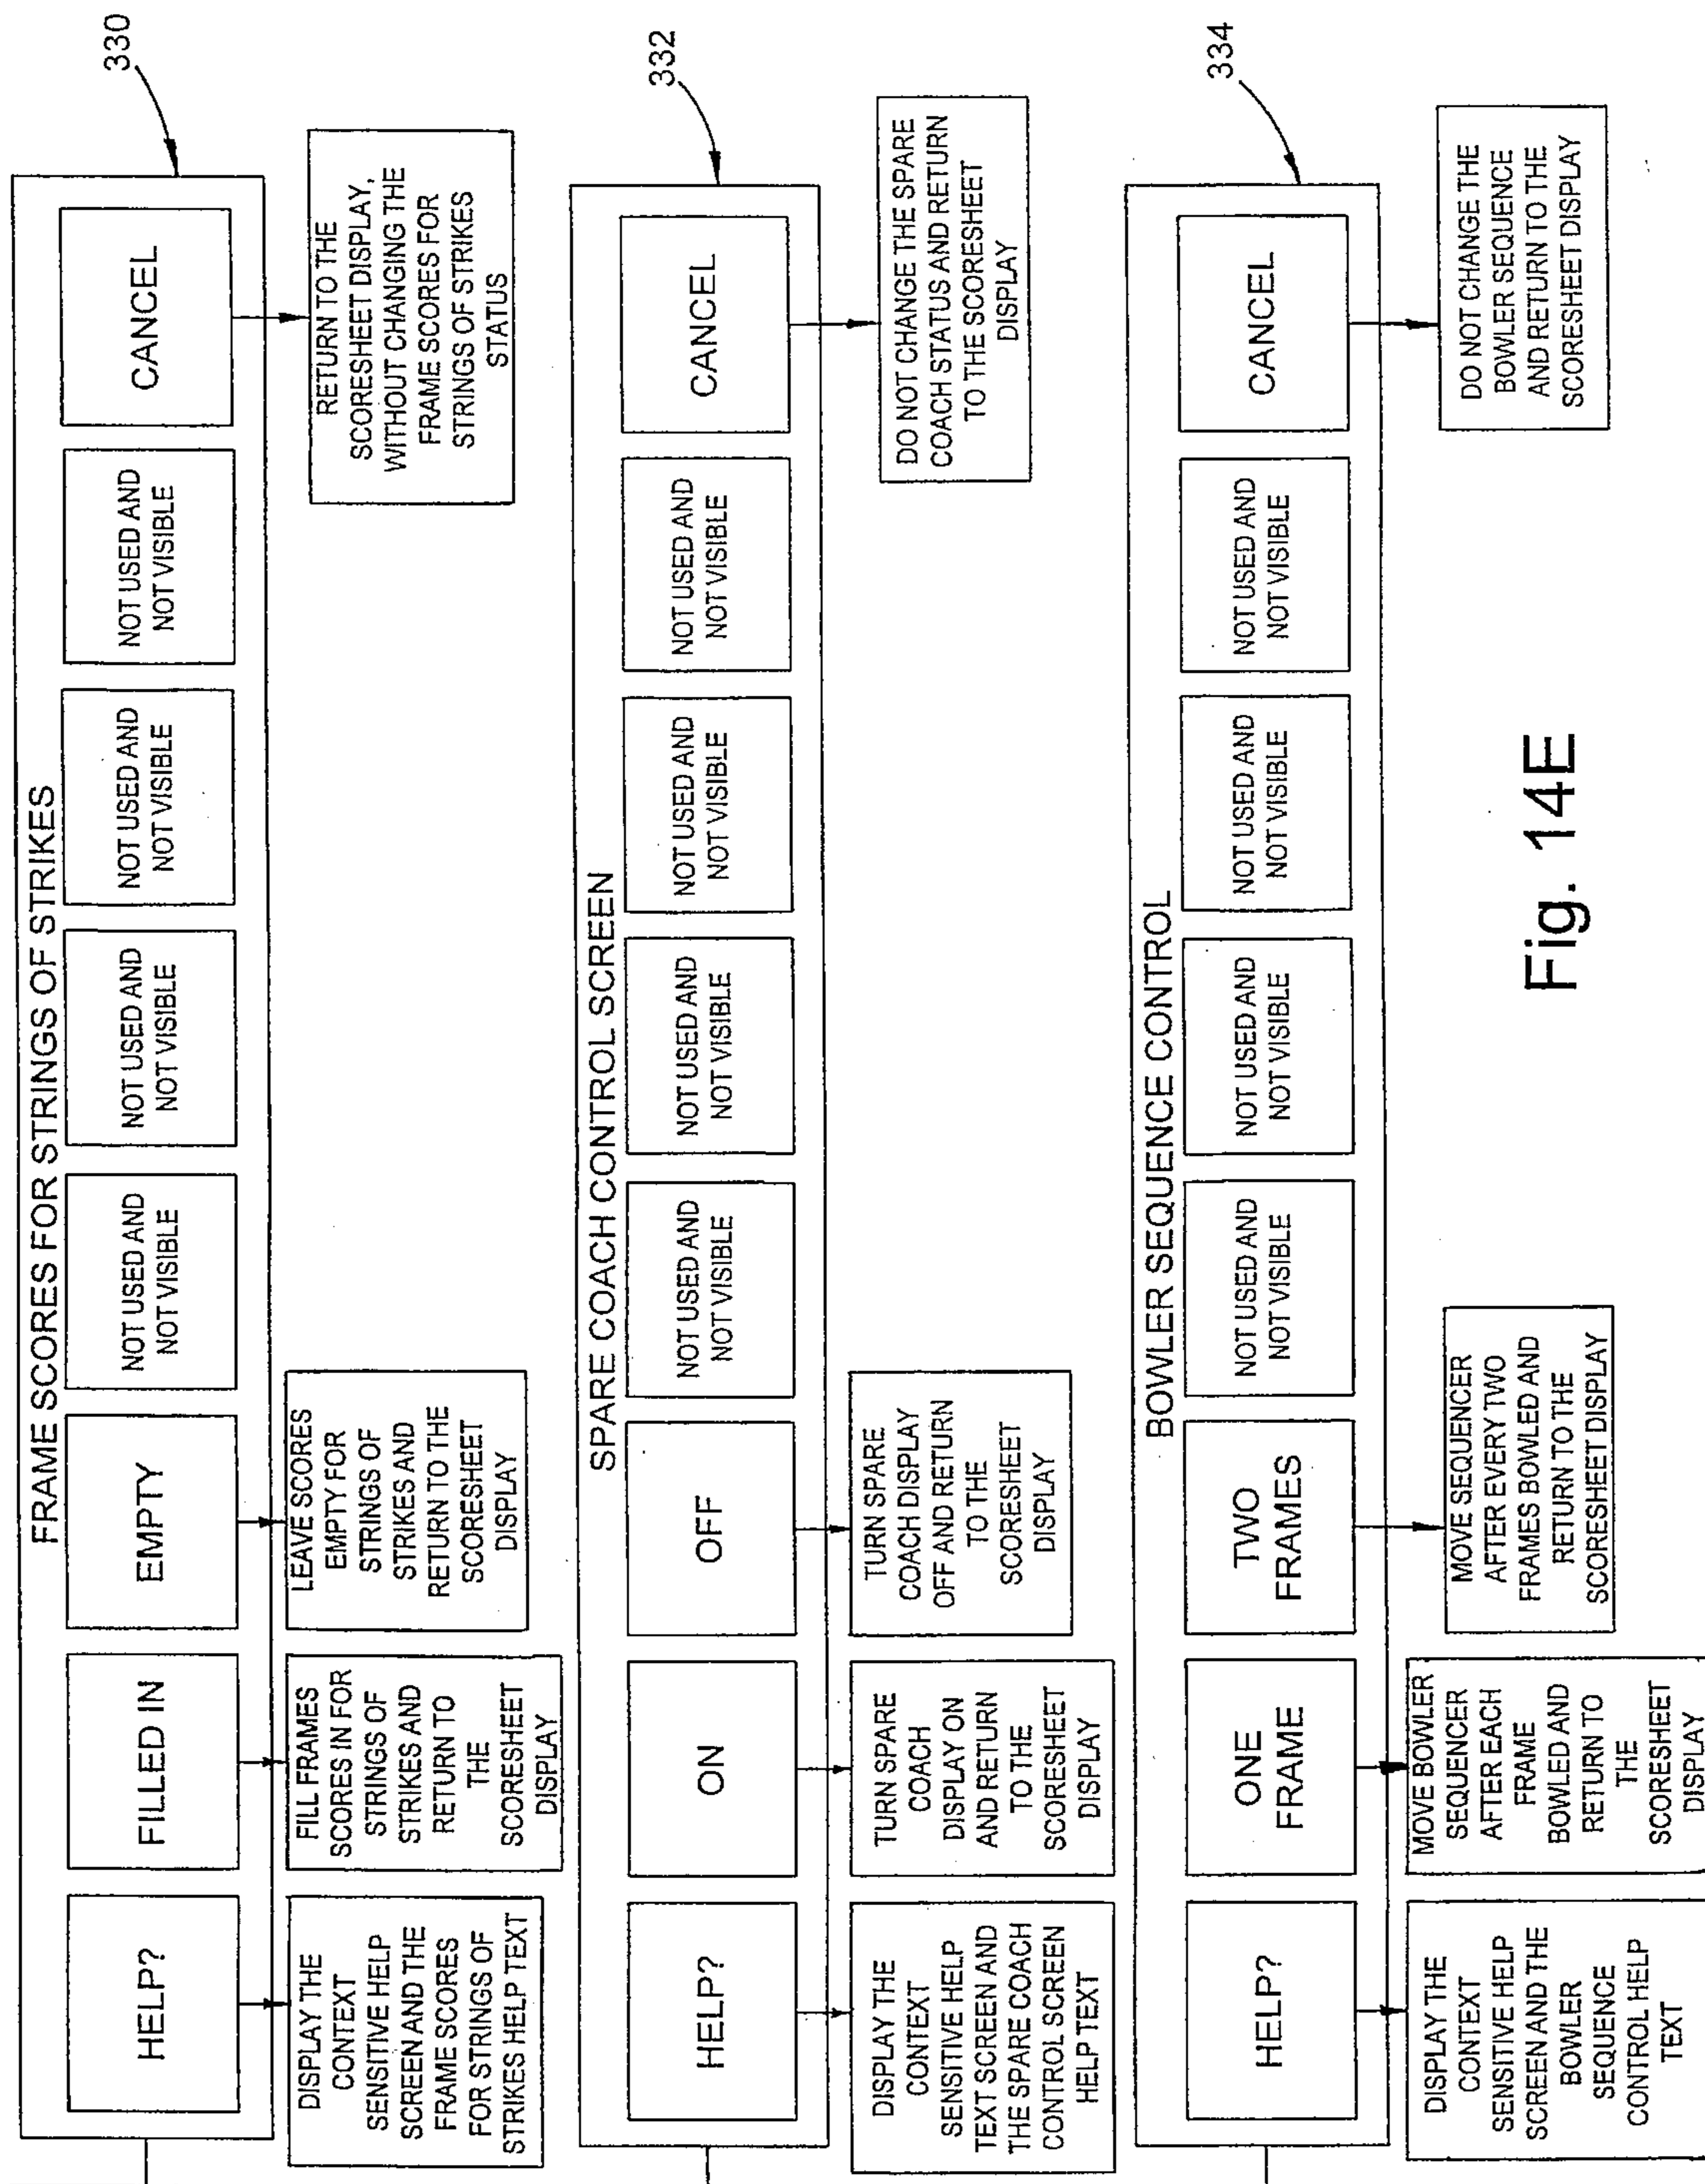 FRAME SCORES FOR STRINGS OF STRIKES
330
HELP?
FILLED IN
EMPTY
NOT USED AND
NOT VISIBLE
NOT USED AND
NOT VISIBLE
NOT USED AND
NOT VISIBLE
NOT USED AND
NOT VISIBLE
CANCEL
DISPLAY THE
CONTEXT
SENSITIVE HELP
SCREEN AND THE
FRAME SCORES
FOR STRINGS OF
STRIKES HELP TEXT
FILL FRAMES
SCORES IN FOR
STRINGS OF
STRIKES AND
RETURN TO
THE
SCORESHEET
DISPLAY
LEAVE SCORES
EMPTY FOR
STRINGS OF
STRIKES AND
RETURN TO THE
SCORESHEET
DISPLAY
RETURN TO THE
SCORESHEET DISPLAY,
WITHOUT CHANGING THE
FRAME SCORES FOR
STRINGS OF STRIKES
STATUS
SPARE COACH CONTROL SCREEN
332
HELP?
ON
OFF
NOT USED AND
NOT VISIBLE
NOT USED AND
NOT VISIBLE
NOT USED AND
NOT VISIBLE
NOT USED AND
NOT VISIBLE
CANCEL
DISPLAY THE
CONTEXT
SENSITIVE HELP
TEXT SCREEN AND
THE SPARE COACH
CONTROL SCREEN
HELP TEXT
TURN SPARE
COACH
DISPLAY ON
AND RETURN
TO THE
SCORESHEET
DISPLAY
TURN SPARE
COACH DISPLAY
OFF AND RETURN
TO THE
SCORESHEET
DISPLAY
DO NOT CHANGE THE SPARE
COACH STATUS AND RETURN
TO THE SCORESHEET
DISPLAY
BOWLER SEQUENCE CONTROL
334
HELP?
ONE
FRAME
TWO
FRAMES
NOT USED AND
NOT VISIBLE
NOT USED AND
NOT VISIBLE
NOT USED AND
NOT VISIBLE
NOT USED AND
NOT VISIBLE
CANCEL
DISPLAY THE
CONTEXT
SENSITIVE HELP
SCREEN AND THE
BOWLER
SEQUENCE
CONTROL HELP
TEXT
MOVE BOWLER
SEQUENCER
AFTER EACH
FRAME
BOWLED AND
RETURN TO
THE
SCORESHEET
DISPLAY
MOVE SEQUENCER
AFTER EVERY TWO
FRAMES BOWLED AND
RETURN TO THE
SCORESHEET DISPLAY
DO NOT CHANGE THE
BOWLER SEQUENCE
AND RETURN TO THE
SCORESHEET DISPLAY
Fig. 14E